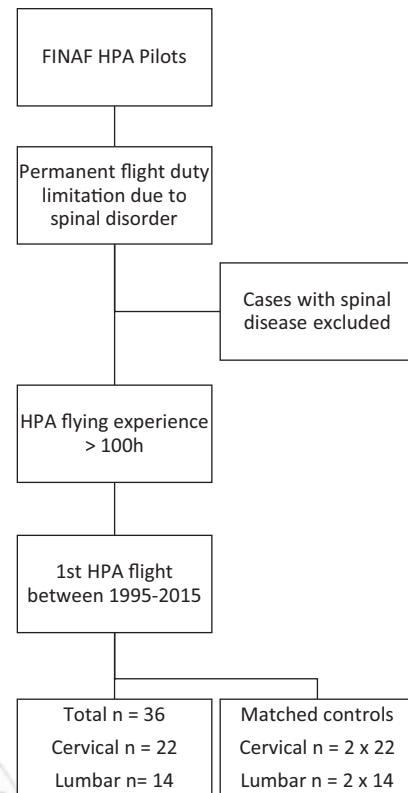 FINAF HPA Pilots
Permanent flight duty
limitation due to
spinal disorder
Cases with spinal
disease excluded
HPA flying experience
> 100h
1st HPA flight
between 1995-2015
Total n = 36
Cervical n = 22
Lumbar n= 14
Matched controls
Cervical n = 2 x 22
Lumbar n = 2 x 14